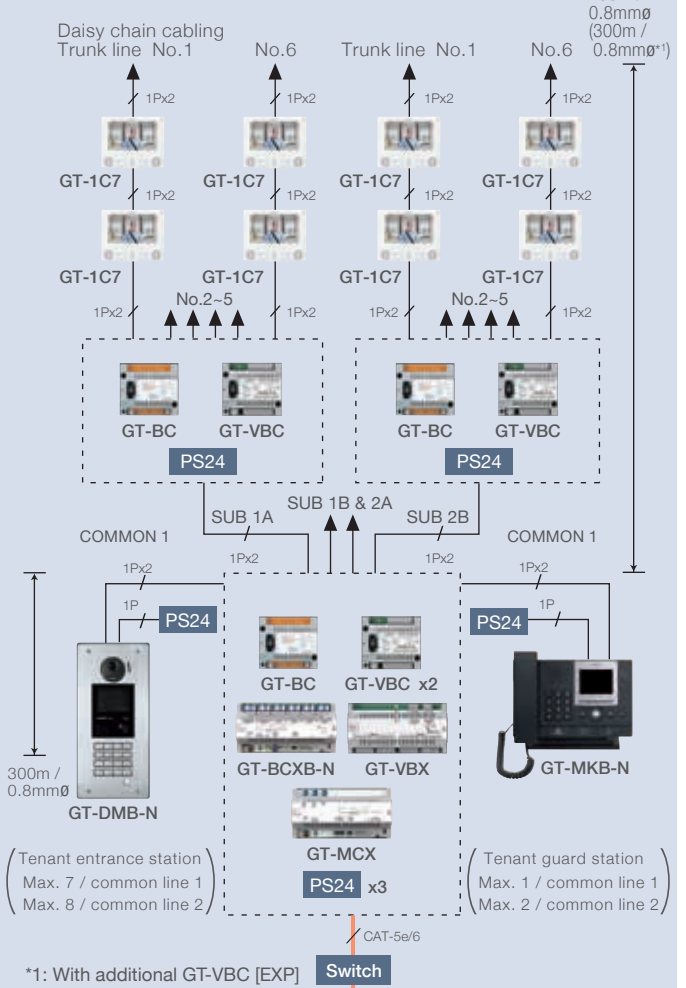 0.8mmø
(300m /
0.8mmø*1)
Daisy chain cabling
Trunk line No.1 No.6 Trunk line No.1 No.6
1Px2 1Px2 1Px2 1Px2
GT-1C7 GT-1C7 GT-1C7 GT-1C7
GT-1C7 GT-1C7 GT-1C7 GT-1C7
1Px2 No.2~5 1Px2 1Px2 No.2~5 1Px2
GT-BC GT-VBC GT-BC GT-VBC
PS24 PS24
SUB 1A SUB 1B & 2A SUB 2B
COMMON 1 COMMON 1
1Px2 1Px2 1Px2 1Px2
1P PS24 PS24 1P
GT-BC GT-VBC x2
GT-BCXB-N GT-VBX
GT-MCX
PS24 x3
300m /
0.8mmø
GT-DMB-N
GT-MKB-N
(Tenant entrance station
Max. 7 / common line 1
Max. 8 / common line 2)
(Tenant guard station
Max. 1 / common line 1
Max. 2 / common line 2)
CAT-5e/6
*1: With additional GT-VBC [EXP] Switch